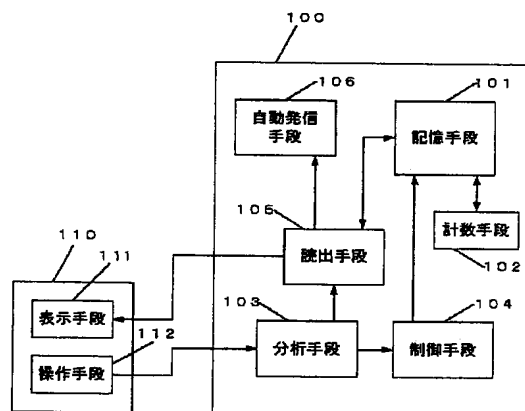 100
106
101
自動発信
手段
記憶手段
105
計数手段
102
110
111
読出手段
表示手段
103
104
112
操作手段
分析手段
制御手段